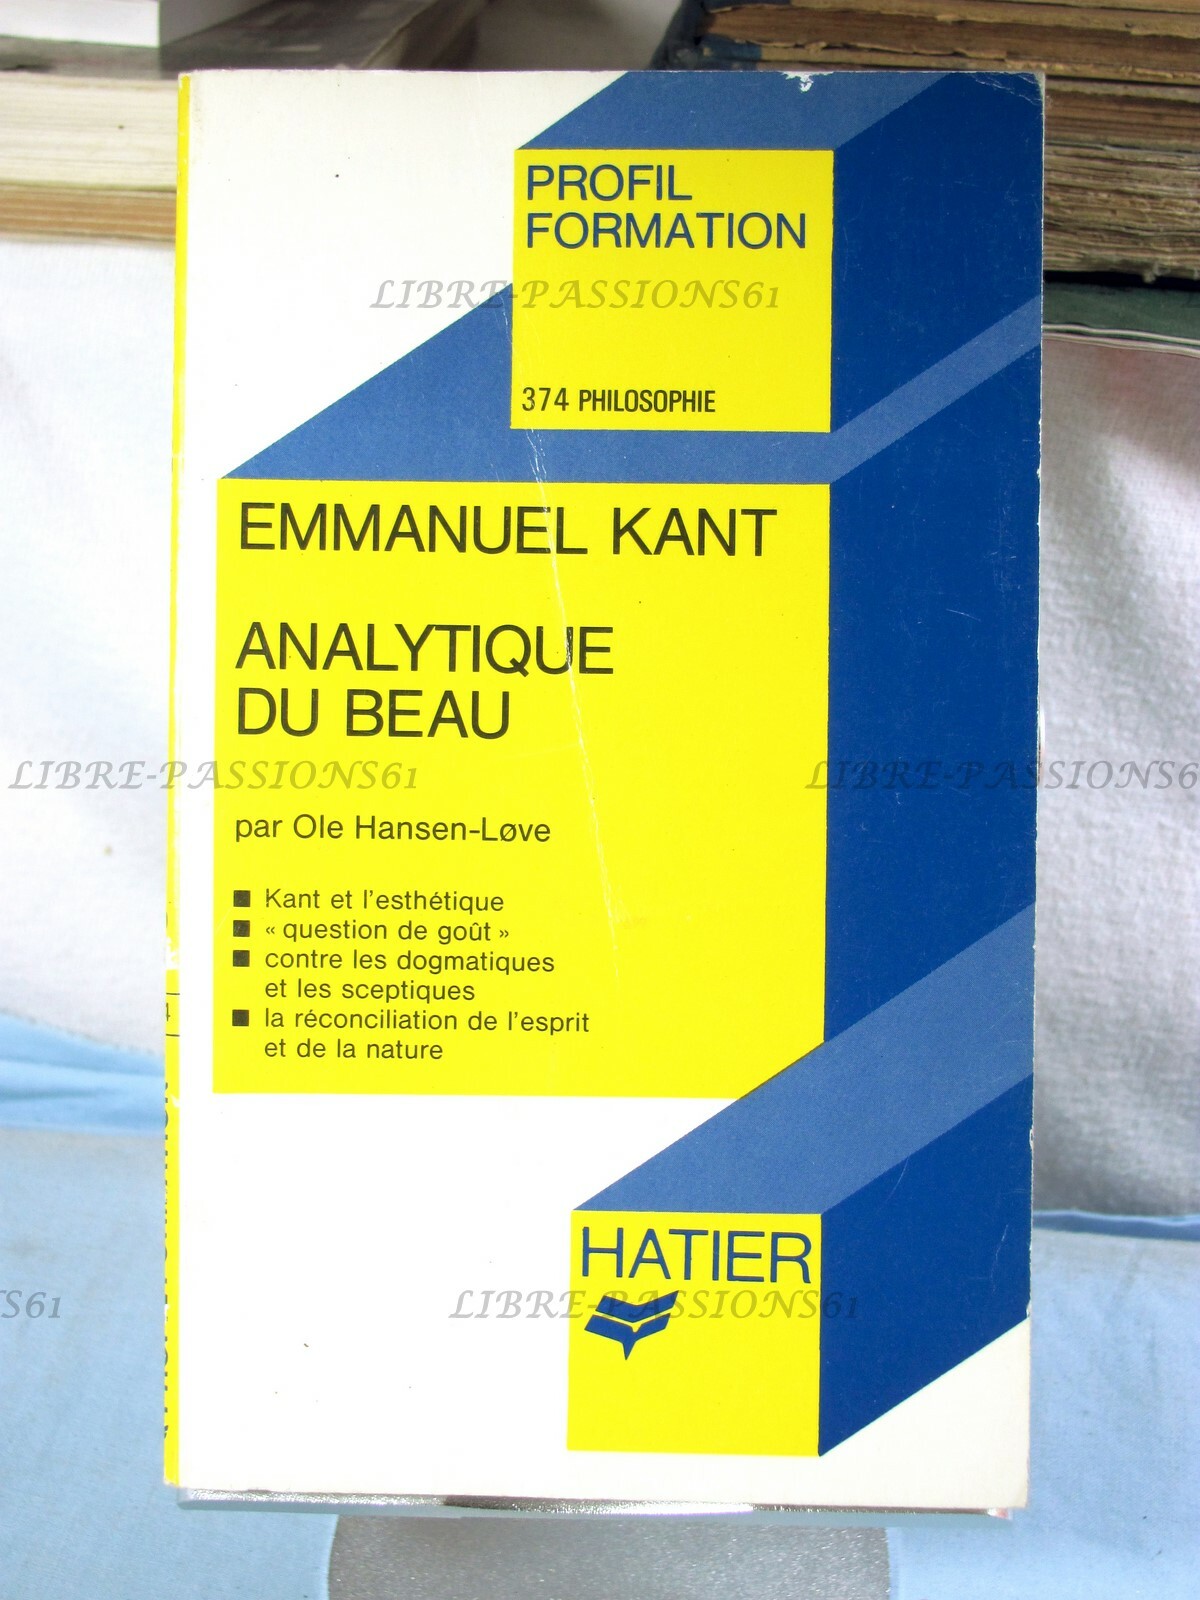 PROFIL
FORMATION
LIBRE-PASSIONS61
374 PHILOSOPHIE
EMMANUEL KANT
ANALYTIQUE
DU BEAU
LIBRE-PASSIONS61
LIBRE-PASSIONS6
par Ole Hansen-Løve
■ Kant et l'esthétique
■ « question de goût »
■ contre les dogmatiques
et les sceptiques
■ la réconciliation de l'esprit
et de la nature
HATIER
S61
LIBRE-PASSIONS61